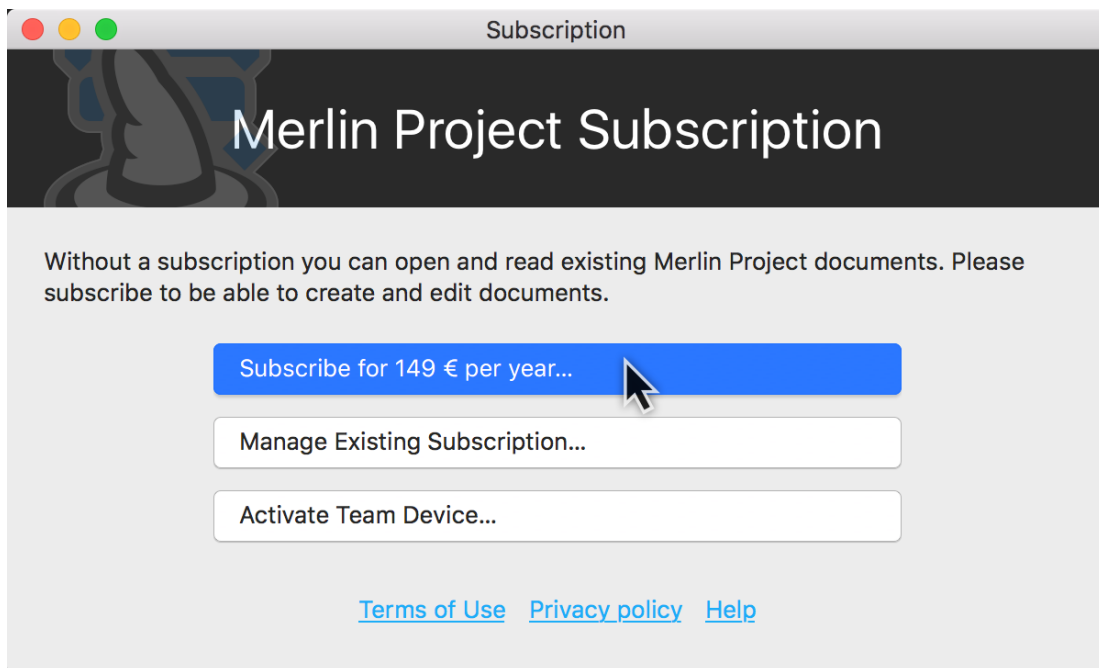 Subscription
Merlin Project Subscription
Without a subscription you can open and read existing Merlin Project documents. Please
subscribe to be able to create and edit documents.
Subscribe for 149 € per year...
Manage Existing Subscription...
Activate Team Device...
Terms of Use Privacy policy Help